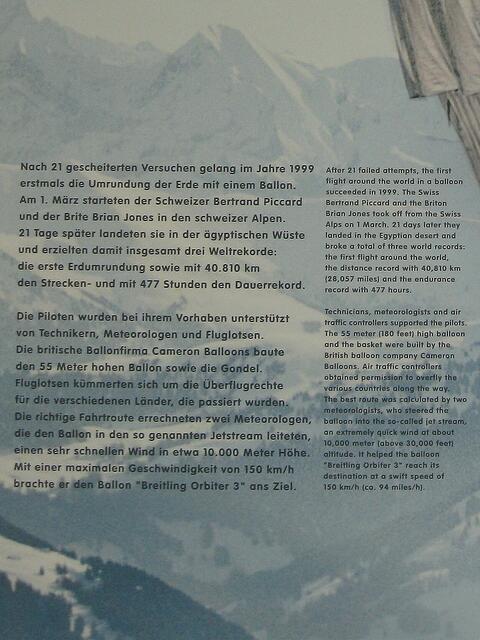 Nach 21 gescheiterten Versuchen gelang im Jahre 1999
erstmals die Umrundung der Erde mit einem Ballon.
Am 1. März starteten der Schweizer Bertrand Piccard
und der Brite Brian Jones in den schweizer Alpen.
21 Tage später landeten sie in der ägyptischen Wüste
und erzielten damit insgesamt drei Weltrekorde:
die erste Erdumrundung sowie mit 40.810 km
den Strecken- und mit 477 Stunden den Dauerrekord.
Die Piloten wurden bei ihrem Vorhaben unterstützt
von Technikern, Meteorologen und Fluglotsen.
Die britische Ballonfirma Cameron Balloons baute
den 55 Meter hohen Ballon sowie die Gondel.
Fluglotsen kümmerten sich um die Überflugrechte
für die verschiedenen Länder, die passiert wurden.
Die richtige Fahrtroute errechneten zwei Meteorologen,
die den Ballon in den so genannten Jetstream leiteten,
einen sehr schnellen Wind in etwa 10.000 Meter Höhe.
Mit einer maximalen Geschwindigkeit von 150 km/h
brachte er den Ballon "Breitling Orbiter 3" ans Ziel.
After 21 failed attempts, the first
flight around the world in a balloon
succeeded in 1999. The Swiss
Bertrand Piccard and the Briton
Brian Jones took off from the Swiss
Alps on 1 March. 21 days later they
landed in the Egyptian desert and
broke a total of three world records:
the first flight around the world,
the distance record with 40,810 km
(28,057 miles) and the endurance
record with 477 hours.
Technicians, meteorologists and air
traffic controllers supported the pilots.
The 55 meter (180 feet) high balloon
and the basket were built by the
British balloon company Cameron
Balloons. Air traffic controllers
obtained permission to overfly the
various countries along the way.
The best route was calculated by two
meteorologists, who steered the
balloon into the so-called jet stream,
an extremely quick wind at about
10,000 meter (above 30,000 feet)
altitude. It helped the balloon
"Breitling Orbiter 3" reach its
destination at a swift speed of
150 km/h (ca. 94 miles/h).